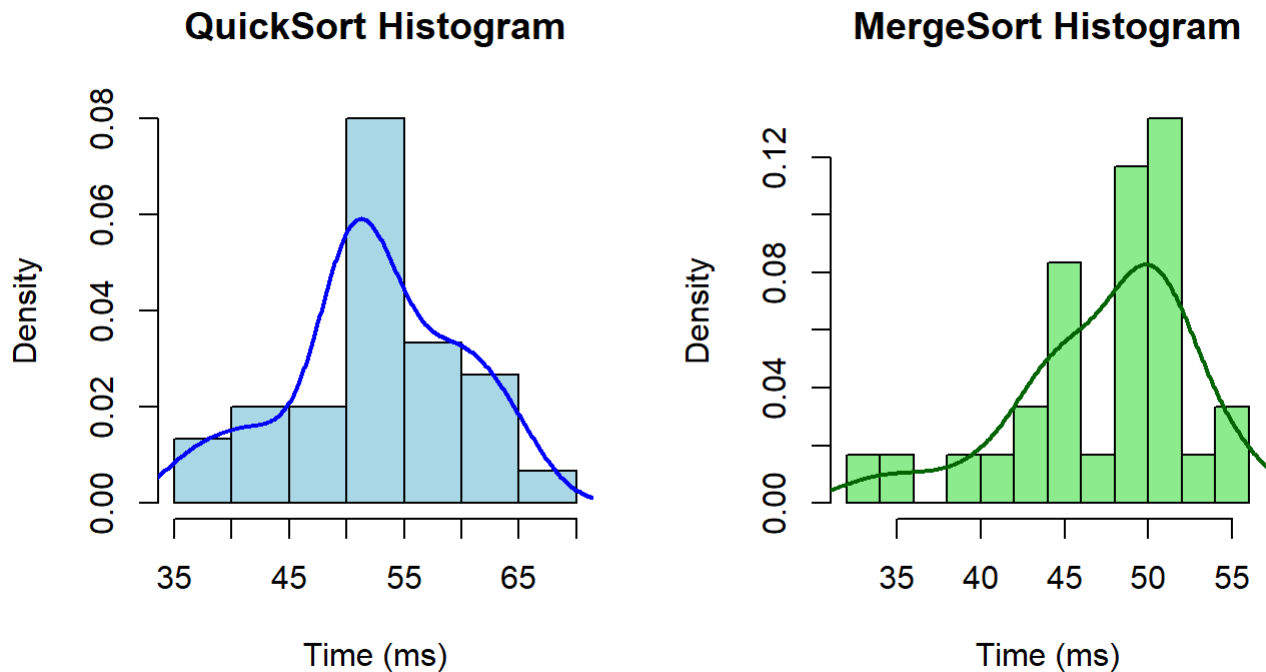 QuickSort Histogram
Density
0.00 0.02 0.04 0.06 0.08
35 45 55 65
Time (ms)
MergeSort Histogram
Density
0.00 0.04 0.08 0.12
35 40 45 50 55
Time (ms)